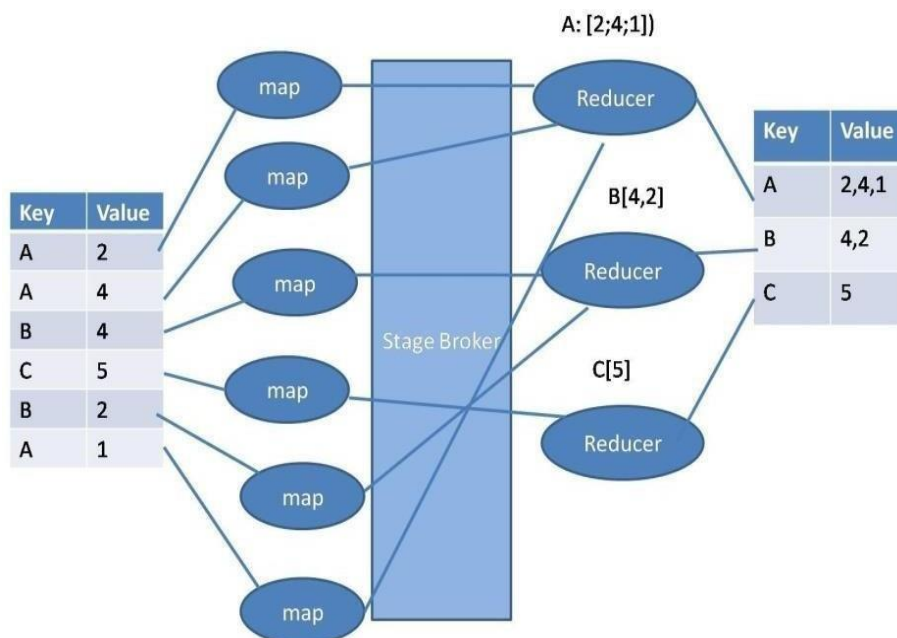 A: [2;4;1])
map
Reducer
Key Value
A 2,4,1
B 4,2
C 5
map
B[4,2]
Key Value
A 2
A 4
B 4
C 5
B 2
A 1
map
Reducer
Stage Broker
C[5]
map
Reducer
map
map